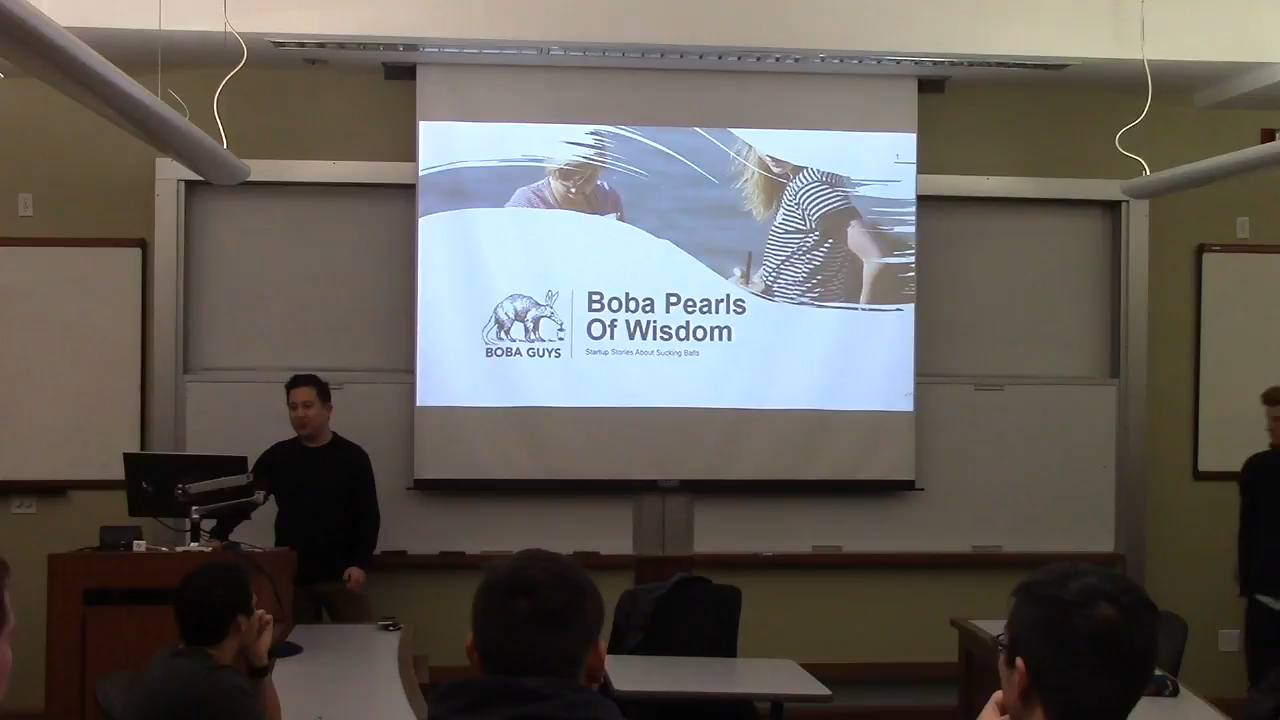 Boba Pearls
Of Wisdom
BOBA GUYS
Startup Stories About Sucking Balls